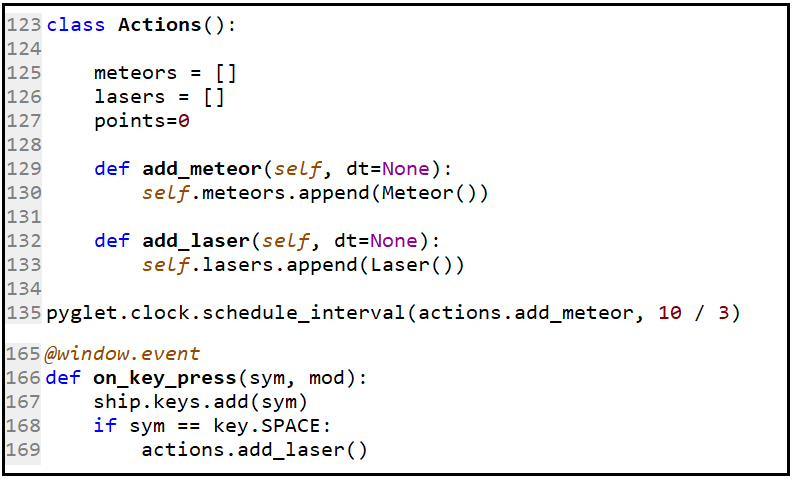 123 class Actions():
124
125     meteors = []
126     lasers = []
127     points=0
128
129     def add_meteor(self, dt=None):
130         self.meteors.append(Meteor())
131
132     def add_laser(self, dt=None):
133         self.lasers.append(Laser())
134
135 pyglet.clock.schedule_interval(actions.add_meteor, 10 / 3)
165 @window.event
166 def on_key_press(sym, mod):
167     ship.keys.add(sym)
168     if sym == key.SPACE:
169         actions.add_laser()